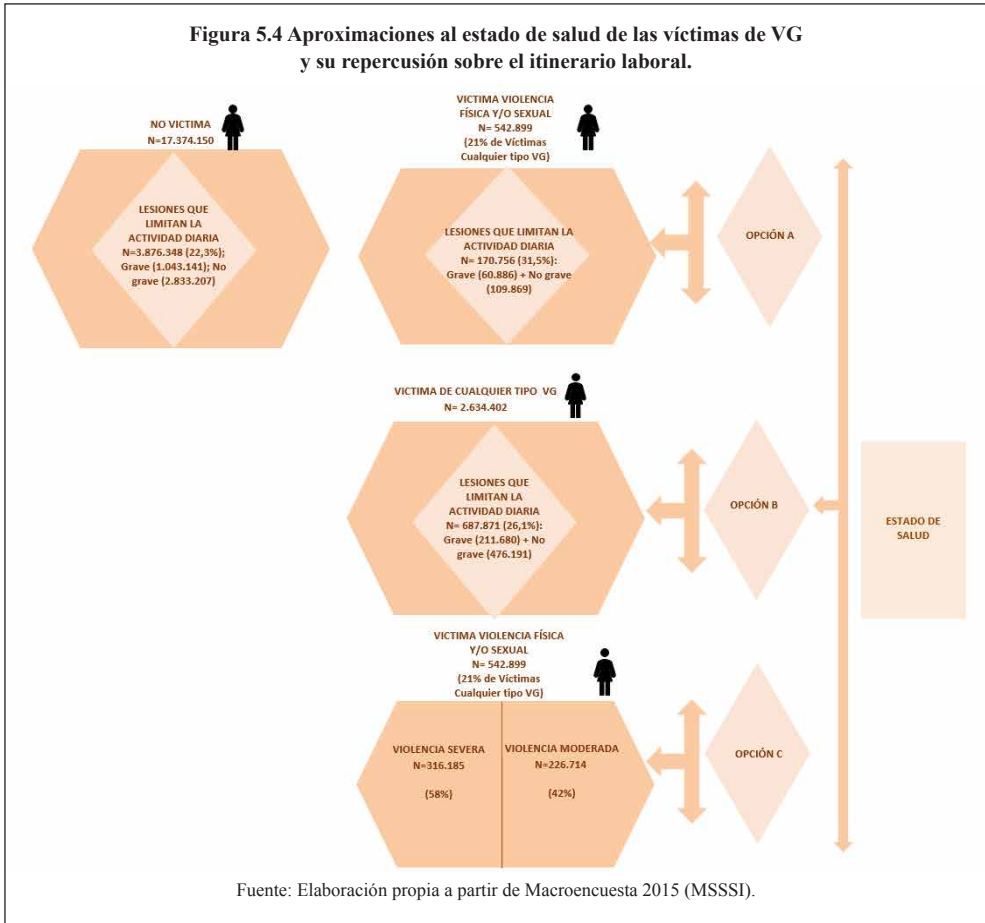 Figura 5.4 Aproximaciones al estado de salud de las víctimas de VG
y su repercusión sobre el itinerario laboral.
NO VICTIMA
N=17.374.150
LESIONES QUE
LIMITAN LA
ACTIVIDAD DIARIA
N=3.876.348 (22,3%);
Grave (1.043.141); No
grave (2.833.207)
VICTIMA VIOLENCIA
FÍSICA Y/O SEXUAL
N= 542.899
(21% de Víctimas
Cualquier tipo VG)
LESIONES QUE LIMITAN LA
ACTIVIDAD DIARIA
N= 170.756 (31,5%):
Grave (60.886) + No grave
(109.869)
OPCIÓN A
VICTIMA DE CUALQUIER TIPO VG
N= 2.634.402
LESIONES QUE
LIMITAN LA
ACTIVIDAD DIARIA
N= 687.871 (26,1%):
Grave (211.680) + No
grave (476.191)
OPCIÓN B
ESTADO DE
SALUD
VICTIMA VIOLENCIA FÍSICA
Y/O SEXUAL
N= 542.899
(21% de Víctimas
Cualquier tipo VG)
VIOLENCIA SEVERA
N=316.185
(58%)
VIOLENCIA MODERADA
N=226.714
(42%)
OPCIÓN C
Fuente: Elaboración propia a partir de Macroencuesta 2015 (MSSSI).